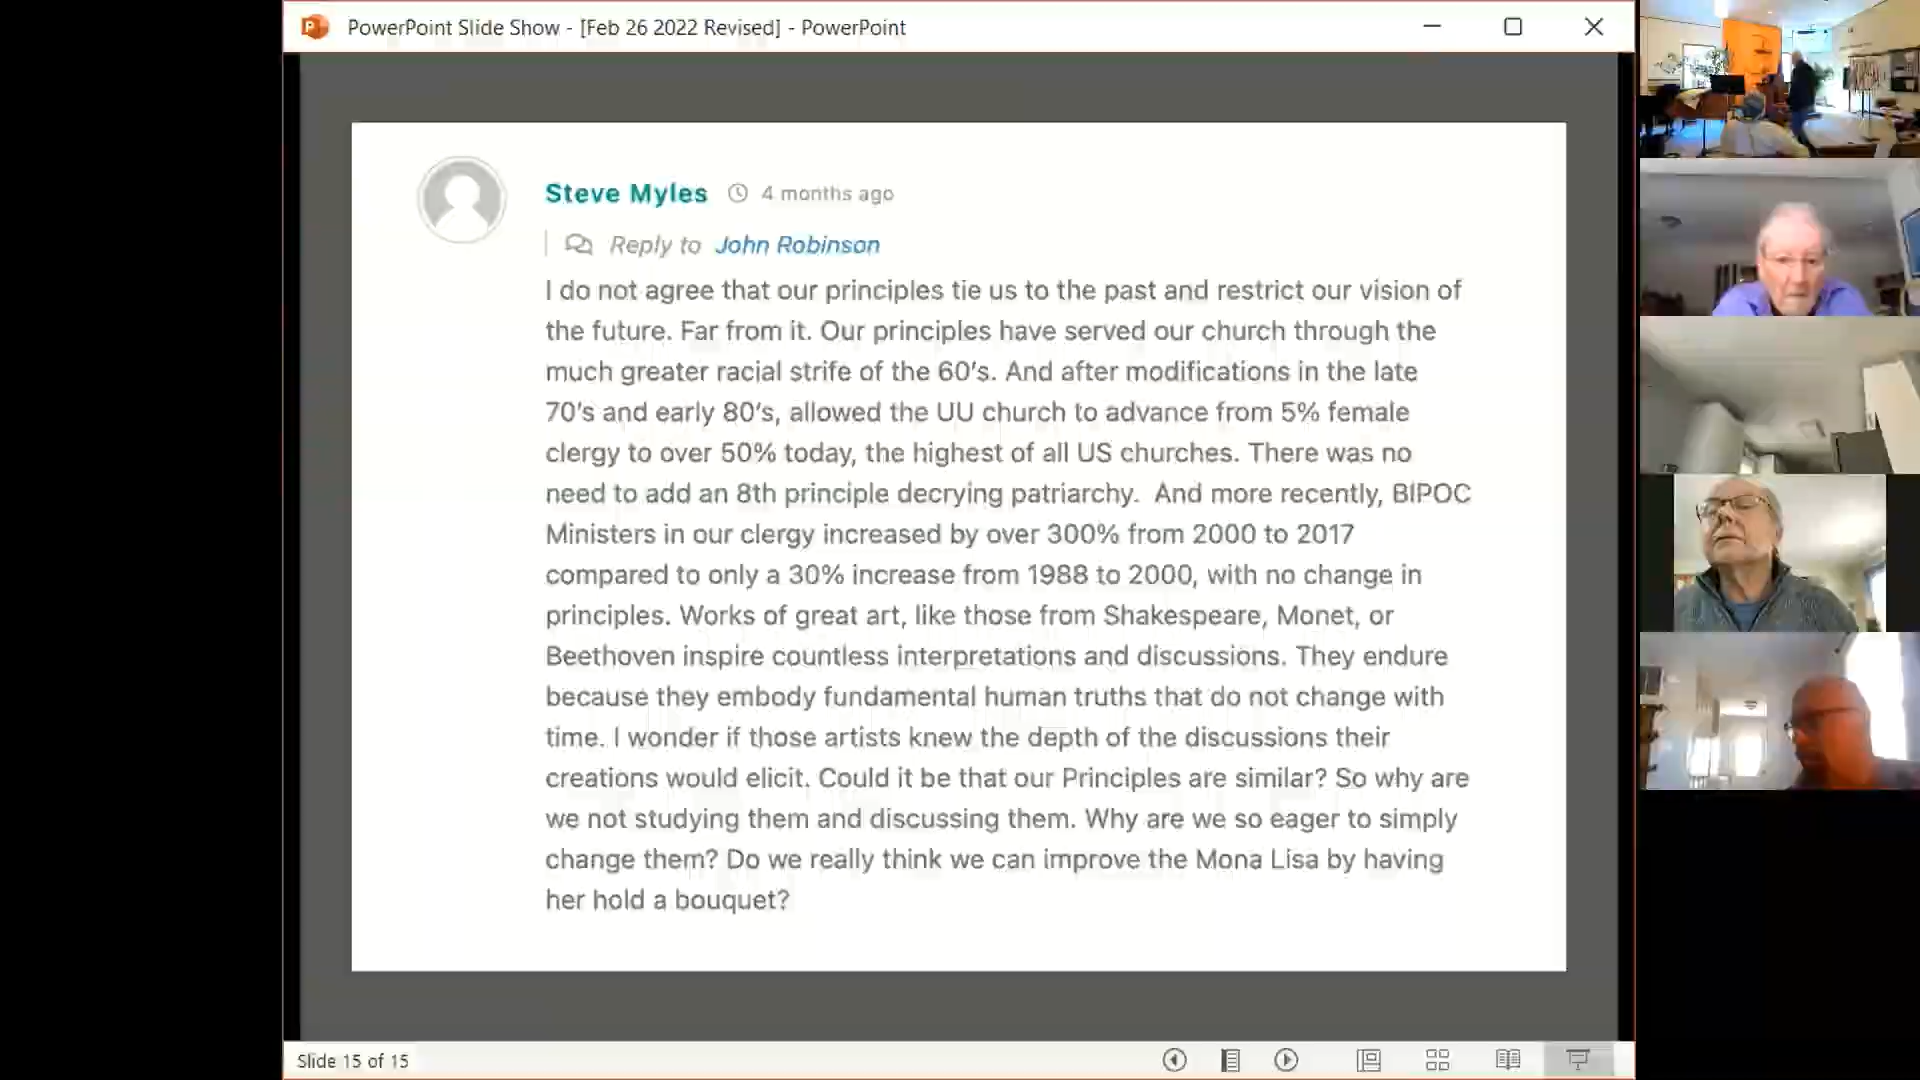 PowerPoint Slide Show - [Feb 26 2022 Revised] - PowerPoint
Steve Myles 4 months ago
Reply to John Robinson
I do not agree that our principles tie us to the past and restrict our vision of
the future. Far from it. Our principles have served our church through the
much greater racial strife of the 60's. And after modifications in the late
70's and early 80's, allowed the UU church to advance from 5% female
clergy to over 50% today, the highest of all US churches. There was no
need to add an 8th principle decrying patriarchy. And more recently, BIPOC
Ministers in our clergy increased by over 300% from 2000 to 2017
compared to only a 30% increase from 1988 to 2000, with no change in
principles. Works of great art, like those from Shakespeare, Monet, or
Beethoven inspire countless interpretations and discussions. They endure
because they embody fundamental human truths that do not change with
time. I wonder if those artists knew the depth of the discussions their
creations would elicit. Could it be that our Principles are similar? So why are
we not studying them and discussing them. Why are we so eager to simply
change them? Do we really think we can improve the Mona Lisa by having
her hold a bouquet?
Slide 15 of 15